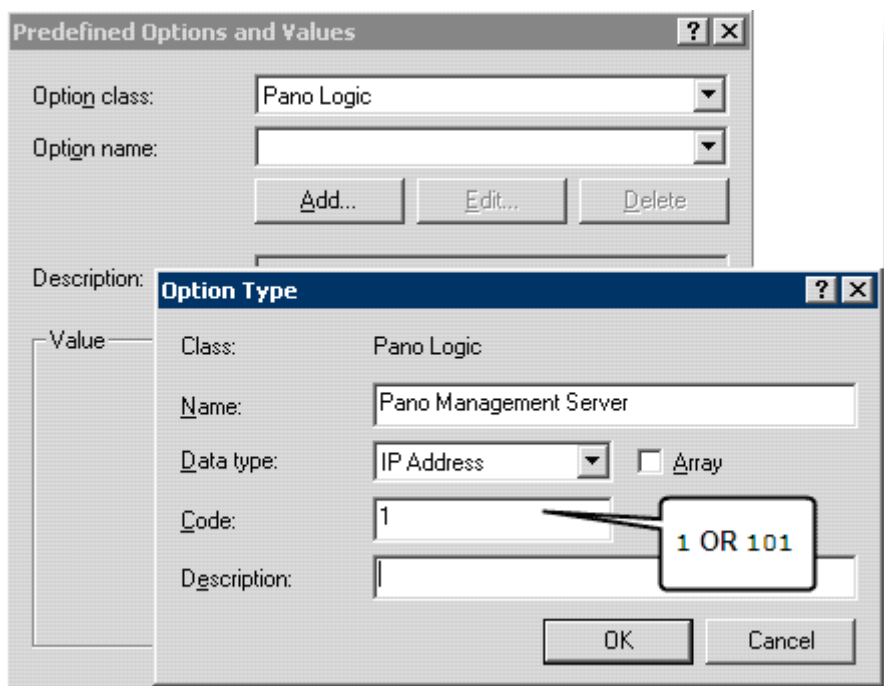 Predefined Options and Values
Option class: Pano Logic
Option name:
Add... Edit... Delete
Description:
Option Type
Value
Class: Pano Logic
Name: Pano Management Server
Data type: IP Address Array
Code: 1
1 OR 101
Description:
OK Cancel